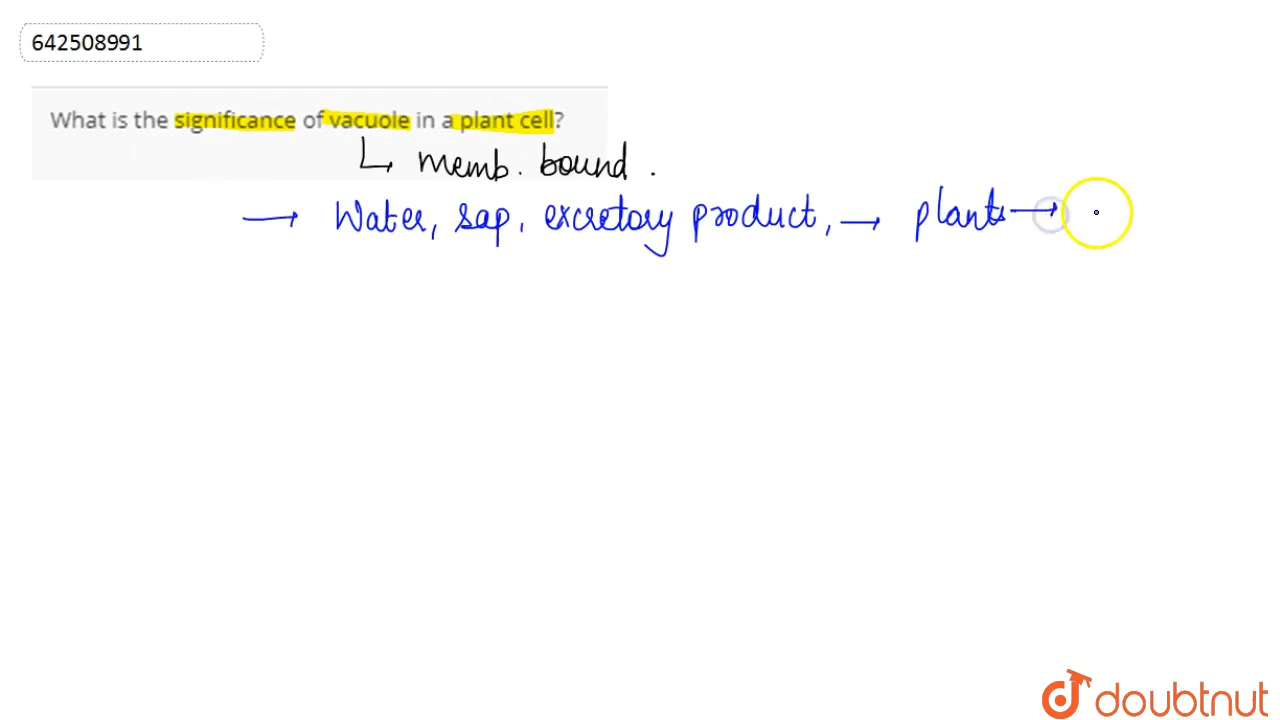 642508991
What is the significance of vacuole in a plant cell?
↳ memb. bound.
→ Water, sap, excretory product, → plants →
doubtnut